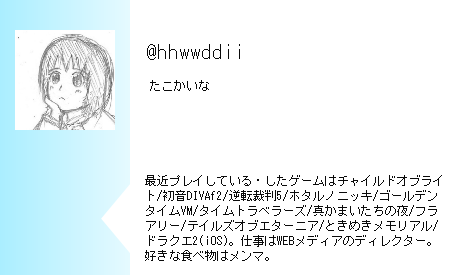 @hhwwddii
たこかいな
最近プレイしている・したゲームはチャイルドオブライ
ト/初音DIVAf2/逆転裁判5/ホタルノニッキ/ゴールデン
タイムVM/タイムトラベラーズ/真かまいたちの夜/フラ
アリー/テイルズオブエターニア/ときめきメモリアル/
ドラクエ2(iOS)。仕事はWEBメディアのディレクター。
好きな食べ物はメンマ。